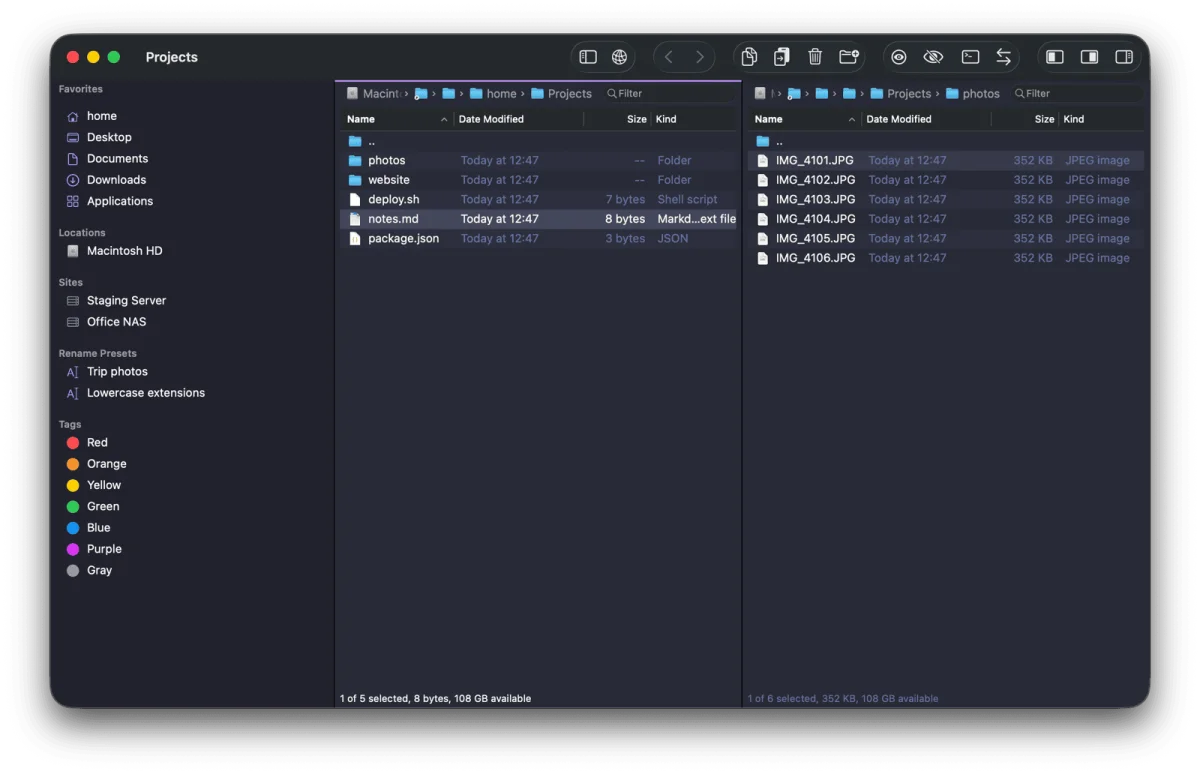 Projects
Favorites
home
Desktop
Documents
Downloads
Applications
Locations
Macintosh HD
Sites
Staging Server
Office NAS
Rename Presets
Trip photos
Lowercase extensions
Tags
Red
Orange
Yellow
Green
Blue
Purple
Gray
Macint › › › home › Projects Filter
Name Date Modified Size Kind
..
photos Today at 12:47 -- Folder
website Today at 12:47 -- Folder
deploy.sh Today at 12:47 7 bytes Shell script
notes.md Today at 12:47 8 bytes Markd...ext file
package.json Today at 12:47 3 bytes JSON
1 of 5 selected, 8 bytes, 108 GB available
› › › › Projects › photos Filter
Name Date Modified Size Kind
..
IMG_4101.JPG Today at 12:47 352 KB JPEG image
IMG_4102.JPG Today at 12:47 352 KB JPEG image
IMG_4103.JPG Today at 12:47 352 KB JPEG image
IMG_4104.JPG Today at 12:47 352 KB JPEG image
IMG_4105.JPG Today at 12:47 352 KB JPEG image
IMG_4106.JPG Today at 12:47 352 KB JPEG image
1 of 6 selected, 352 KB, 108 GB available